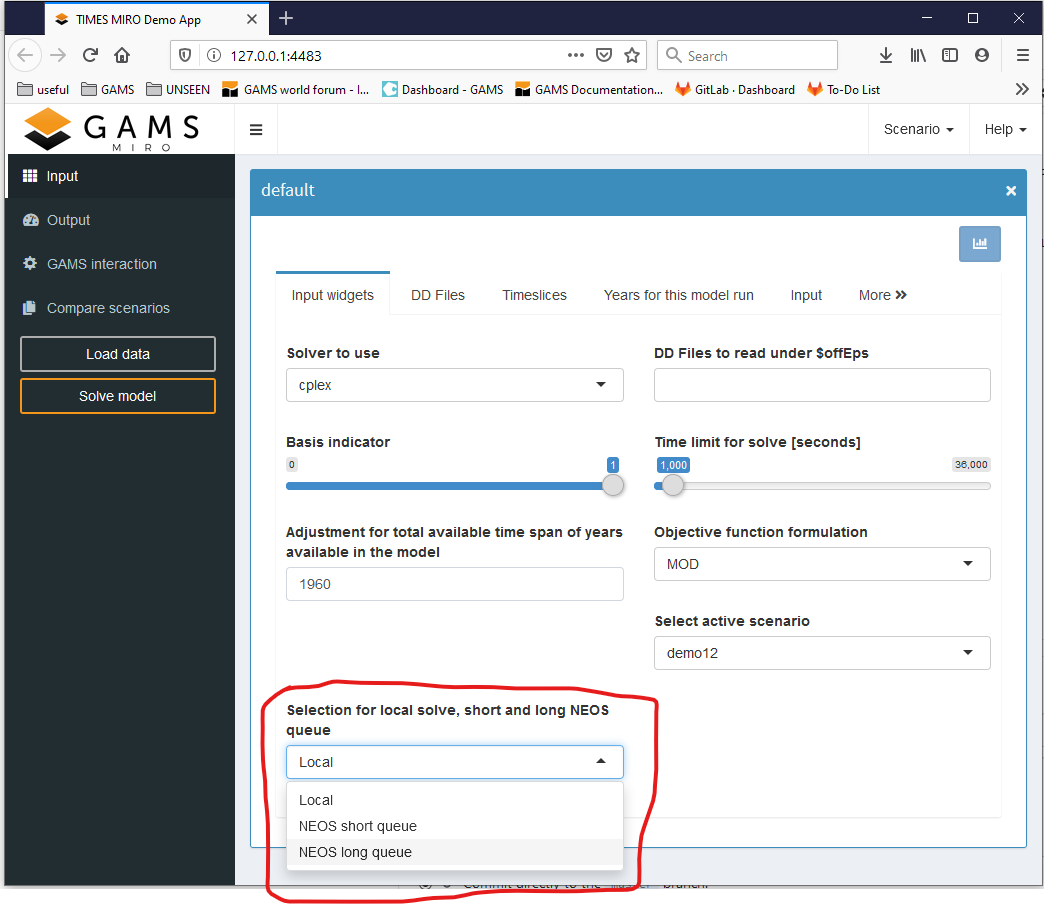 TIMES MIRO Demo App
127.0.0.1:4483
Search
useful
GAMS
UNSEEN
GAMS world forum - I...
Dashboard - GAMS
GAMS Documentation...
GitLab · Dashboard
To-Do List
GAMS
MIRO
Scenario
Help
Input
Output
GAMS interaction
Compare scenarios
Load data
Solve model
default
Input widgets
DD Files
Timeslices
Years for this model run
Input
More
Solver to use
cplex
DD Files to read under $offEps
Basis indicator
0
1
Time limit for solve [seconds]
1,000
36,000
Adjustment for total available time span of years
available in the model
1960
Objective function formulation
MOD
Select active scenario
demo12
Selection for local solve, short and long NEOS
queue
Local
Local
NEOS short queue
NEOS long queue
Commit directly to the master branch.